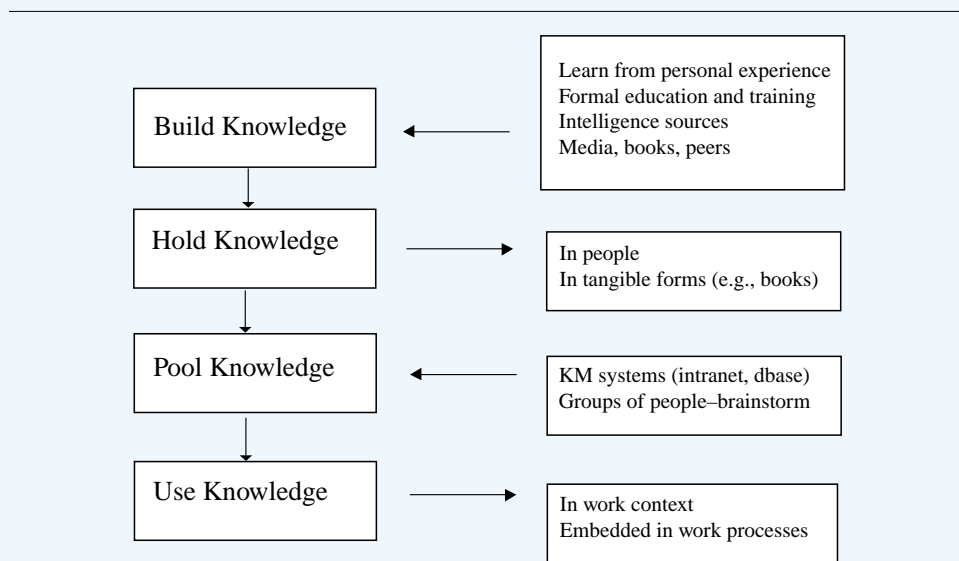 Build Knowledge
Learn from personal experience
Formal education and training
Intelligence sources
Media, books, peers
Hold Knowledge
In people
In tangible forms (e.g., books)
Pool Knowledge
KM systems (intranet, dbase)
Groups of people–brainstorm
Use Knowledge
In work context
Embedded in work processes